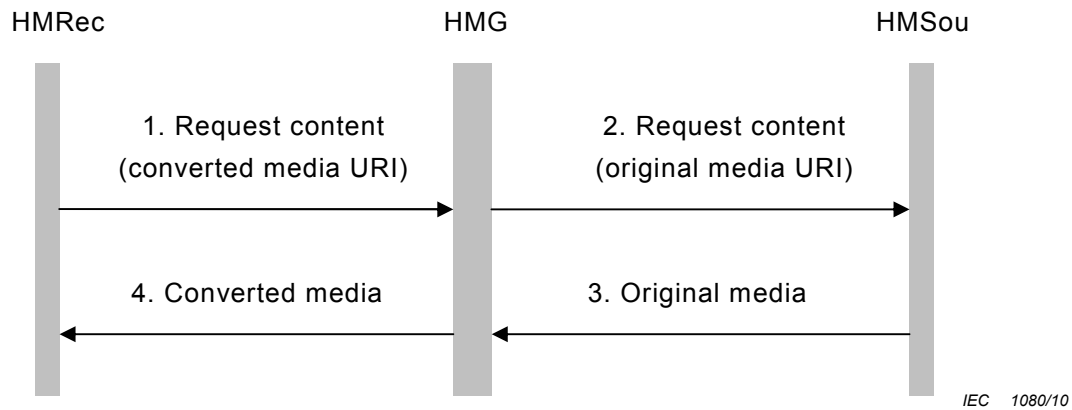 HMRec HMG HMSou
1. Request content
(converted media URI)
2. Request content
(original media URI)
4. Converted media
3. Original media
IEC 1080/10